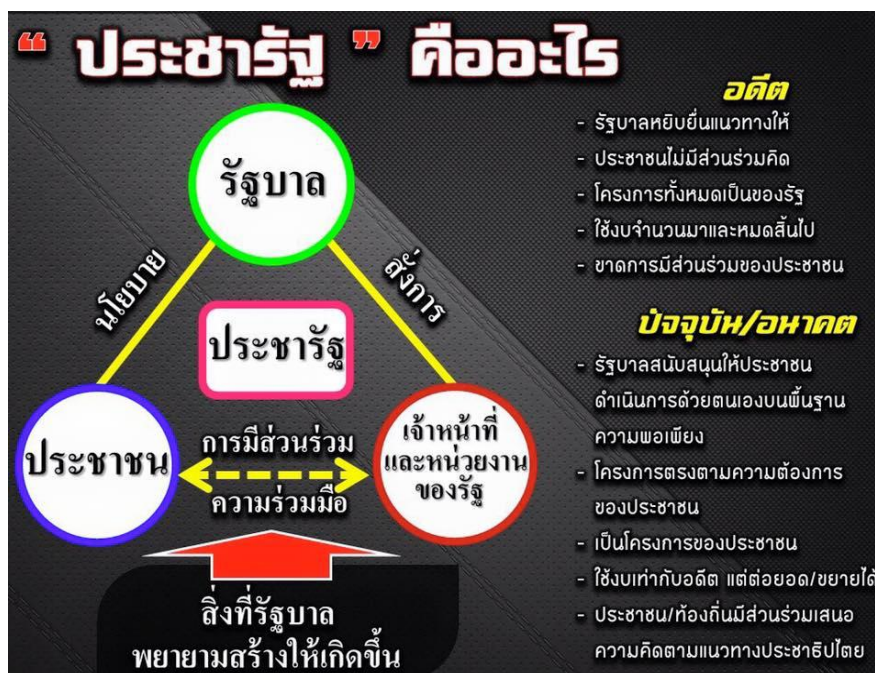 “ ประชารัฐ ” คืออะไร
รัฐบาล
นโยบาย
สั่งการ
ประชารัฐ
ประชาชน
การมีส่วนร่วม
ความร่วมมือ
เจ้าหน้าที่
และหน่วยงาน
ของรัฐ
สิ่งที่รัฐบาล
พยายามสร้างให้เกิดขึ้น
อดีต
- รัฐบาลหยิบยื่นแนวทางให้
- ประชาชนไม่มีส่วนร่วมคิด
- โครงการทั้งหมดเป็นของรัฐ
- ใช้งบจำนวนมาและหมดสิ้นไป
- ขาดการมีส่วนร่วมของประชาชน
ปัจจุบัน/อนาคต
- รัฐบาลสนับสนุนให้ประชาชน
ดำเนินการด้วยตนเองบนพื้นฐาน
ความพอเพียง
- โครงการตรงตามความต้องการ
ของประชาชน
- เป็นโครงการของประชาชน
- ใช้งบเท่ากับอดีต แต่ต่อยอด/ขยายได้
- ประชาชน/ท้องถิ่นมีส่วนร่วมเสนอ
ความคิดตามแนวทางประชาธิปไตย